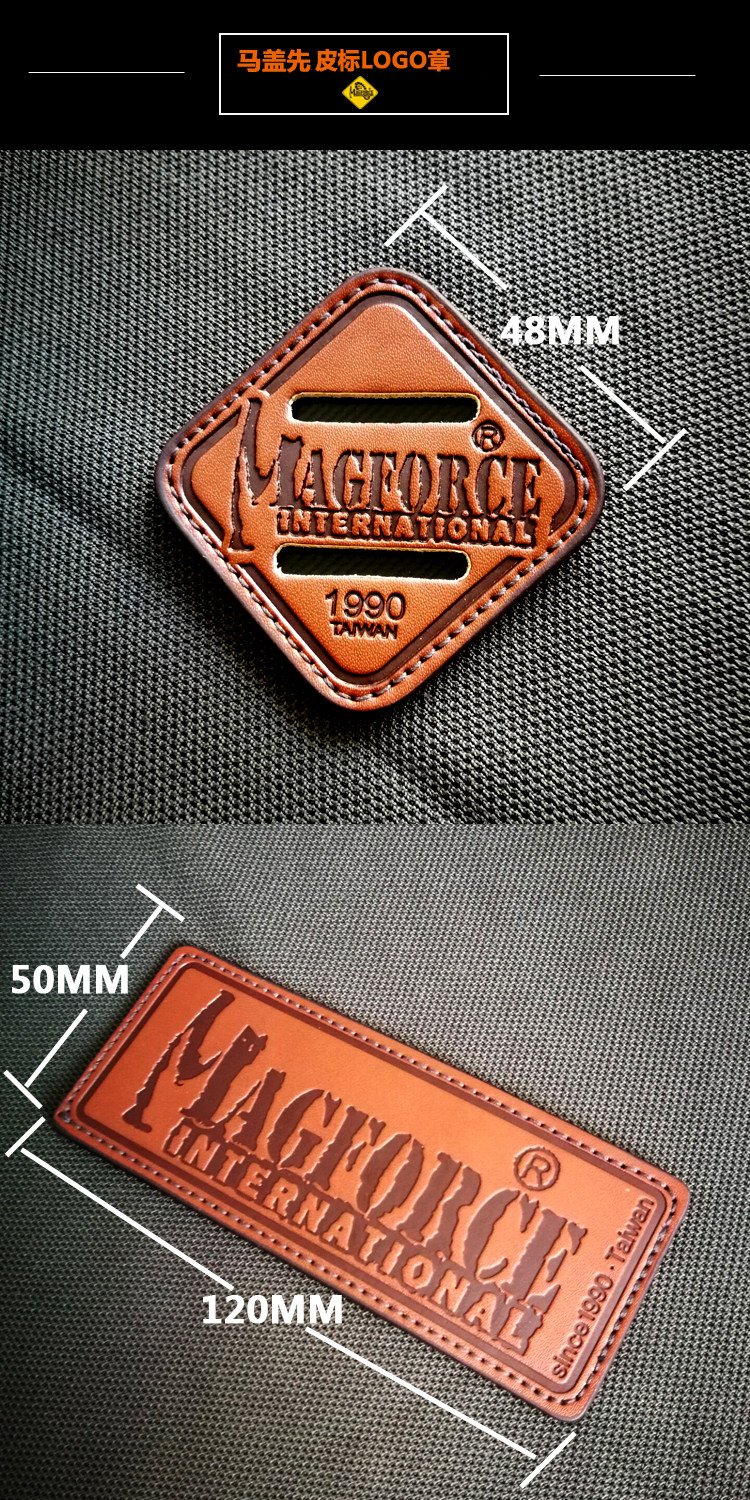 马盖先 皮标LOGO章
48MM
MAGFORCE®
INTERNATIONAL
1990
TAIWAN
50MM
MAGFORCE®
INTERNATIONAL
since1990·Taiwan
120MM